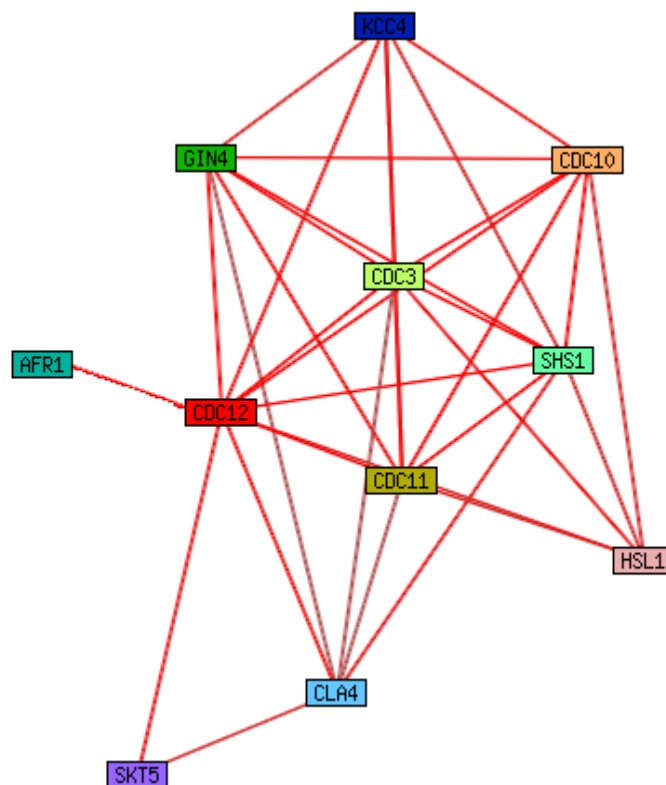 KCC4
GIN4
CDC10
CDC3
SHS1
AFR1
CDC12
CDC11
HSL1
CLA4
SKT5